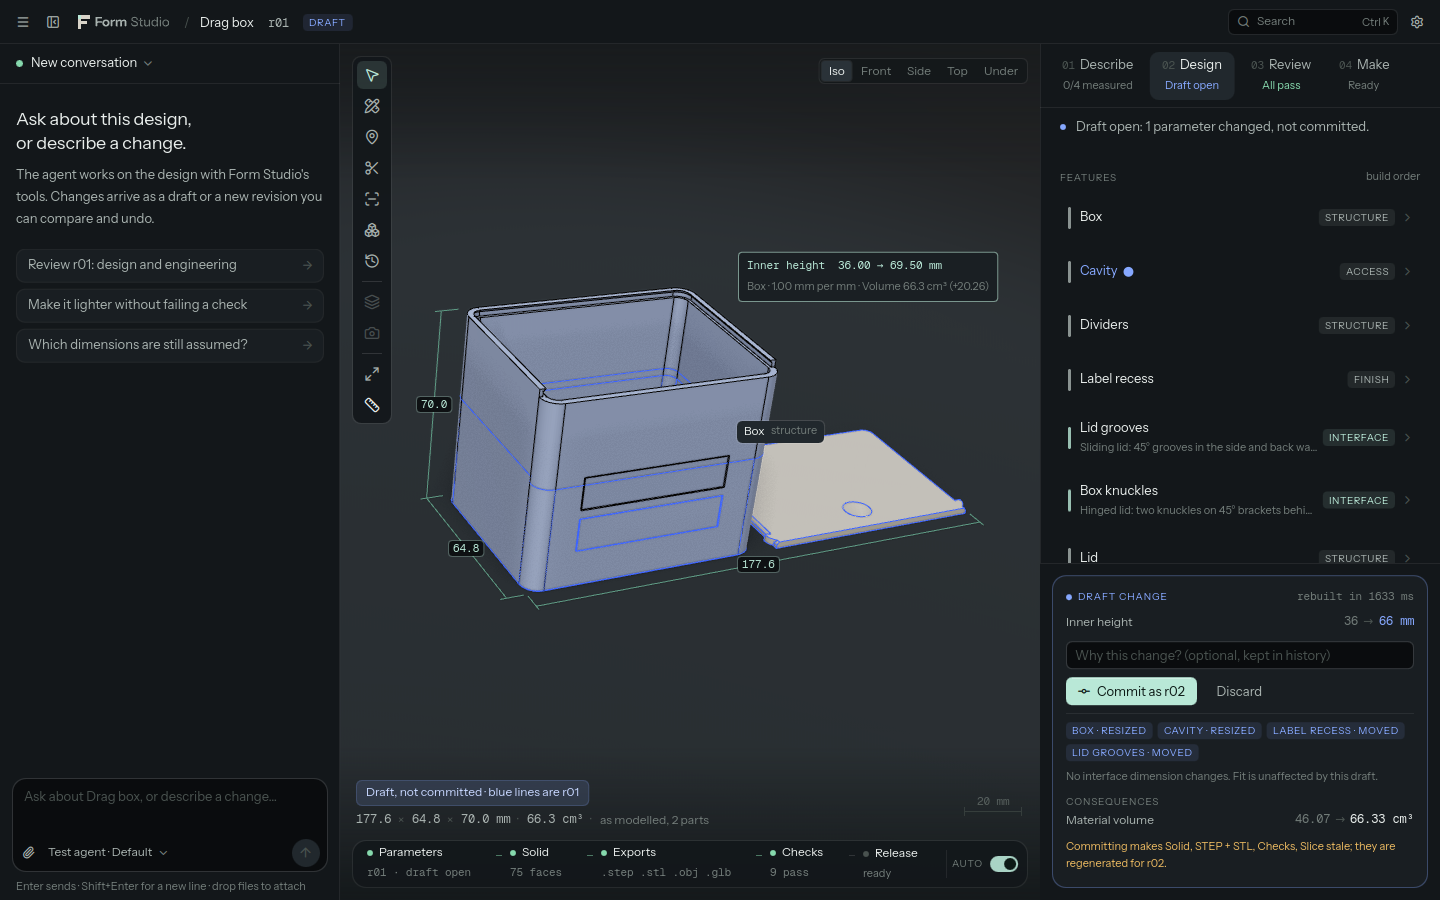 Form Studio / Drag box r01 DRAFT
Search Ctrl K
New conversation
Ask about this design,
or describe a change.
The agent works on the design with Form Studio's
tools. Changes arrive as a draft or a new revision you
can compare and undo.
Review r01: design and engineering
Make it lighter without failing a check
Which dimensions are still assumed?
Ask about Drag box, or describe a change...
Test agent · Default
Enter sends · Shift+Enter for a new line · drop files to attach
Iso Front Side Top Under
Inner height 36.00 → 69.50 mm
Box · 1.00 mm per mm · Volume 66.3 cm³ (+20.26)
70.0
Box structure
64.8
177.6
Draft, not committed · blue lines are r01
177.6 × 64.8 × 70.0 mm · 66.3 cm³ · as modelled, 2 parts
20 mm
Parameters
r01 · draft open
Solid
75 faces
Exports
.step .stl .obj .glb
Checks
9 pass
Release
ready
AUTO
01 Describe
0/4 measured
02 Design
Draft open
03 Review
All pass
04 Make
Ready
Draft open: 1 parameter changed, not committed.
FEATURES build order
Box STRUCTURE
Cavity ACCESS
Dividers STRUCTURE
Label recess FINISH
Lid grooves INTERFACE
Sliding lid: 45° grooves in the side and back wa...
Box knuckles INTERFACE
Hinged lid: two knuckles on 45° brackets behi...
Lid STRUCTURE
DRAFT CHANGE rebuilt in 1633 ms
Inner height 36 → 66 mm
Why this change? (optional, kept in history)
Commit as r02 Discard
BOX · RESIZED CAVITY · RESIZED LABEL RECESS · MOVED
LID GROOVES · MOVED
No interface dimension changes. Fit is unaffected by this draft.
CONSEQUENCES
Material volume 46.07 → 66.33 cm³
Committing makes Solid, STEP + STL, Checks, Slice stale; they are
regenerated for r02.